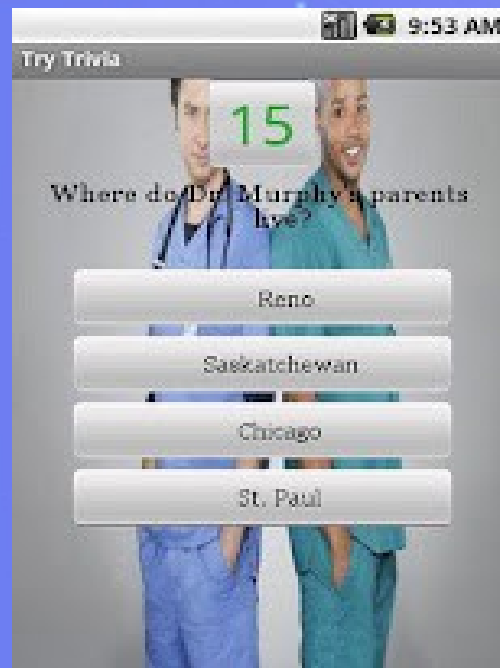 9:53 AM
Try Trivia
15
Where do Dr. Murphy's parents
live?
Reno
Saskatchewan
Chicago
St. Paul